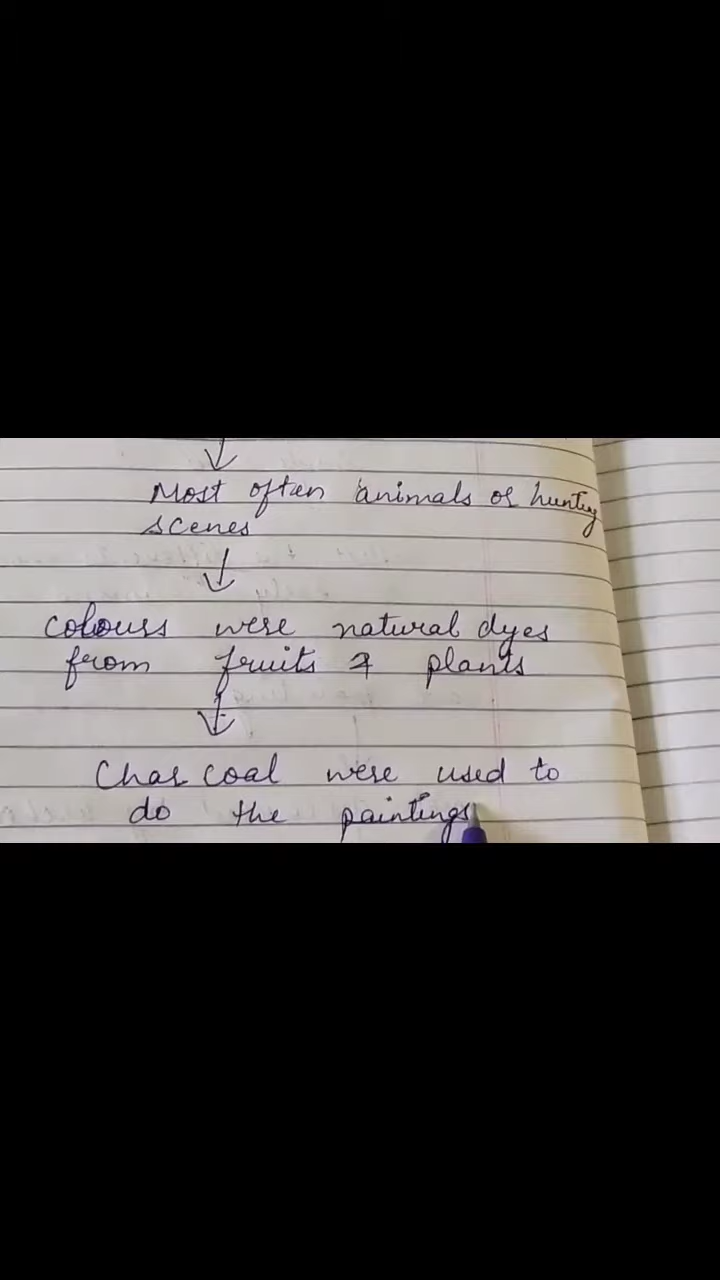 Most often animals or hunting
scenes
colours were natural dyes
from fruits & plants
Charcoal were used to
do the paintings